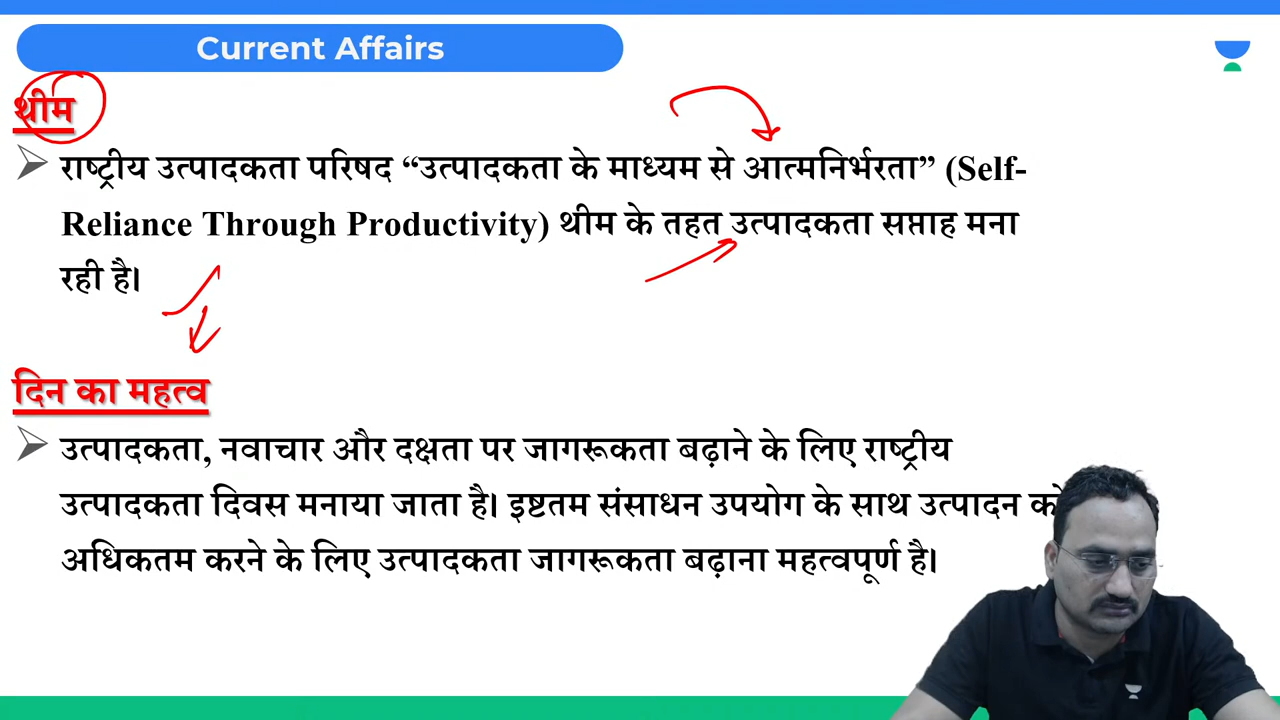 Current Affairs
थीम
राष्ट्रीय उत्पादकता परिषद “उत्पादकता के माध्यम से आत्मनिर्भरता” (Self-
Reliance Through Productivity) थीम के तहत उत्पादकता सप्ताह मना
रही है।
दिन का महत्व
उत्पादकता, नवाचार और दक्षता पर जागरूकता बढ़ाने के लिए राष्ट्रीय
उत्पादकता दिवस मनाया जाता है। इष्टतम संसाधन उपयोग के साथ उत्पादन को
अधिकतम करने के लिए उत्पादकता जागरूकता बढ़ाना महत्वपूर्ण है।